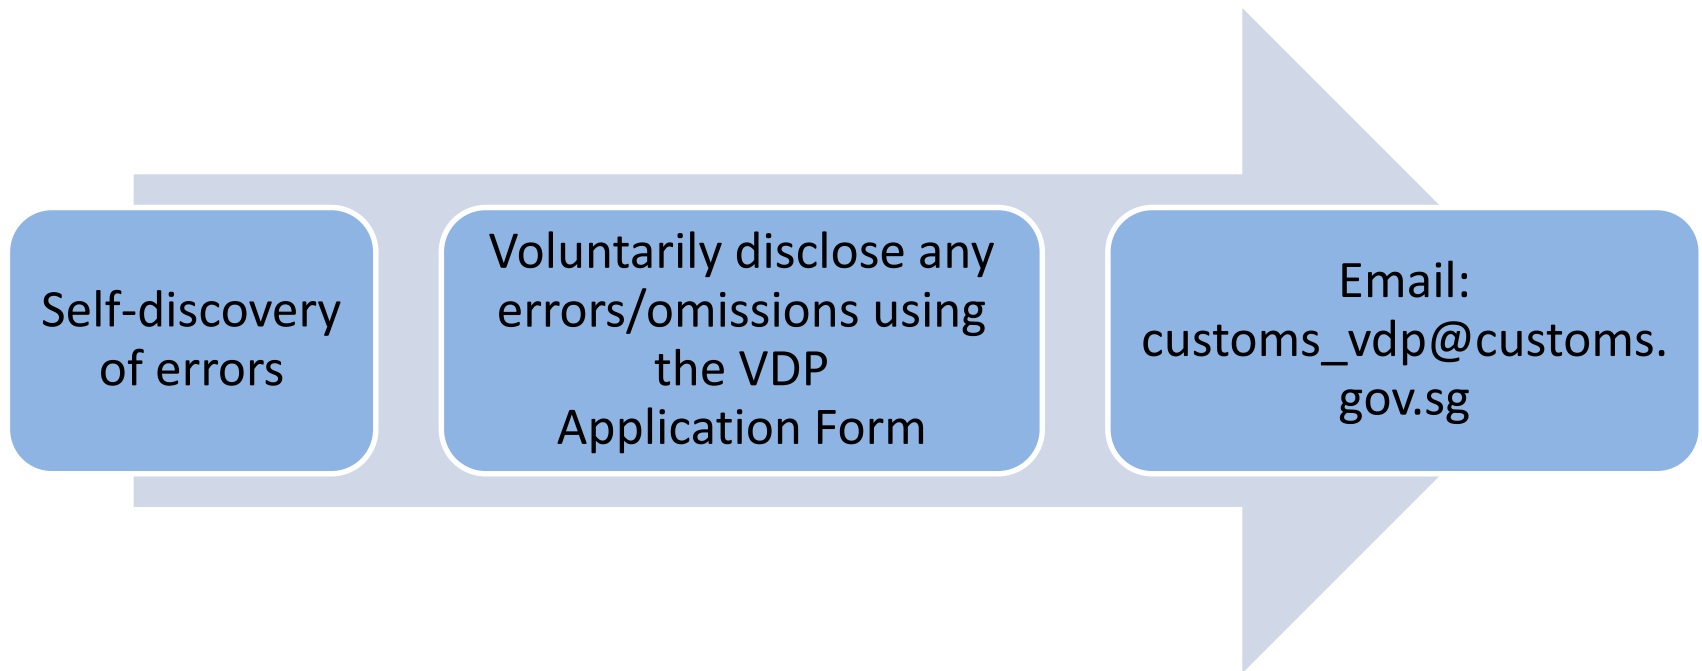 Self-discovery
of errors
Voluntarily disclose any
errors/omissions using
the VDP
Application Form
Email:
customs_vdp@customs.
gov.sg